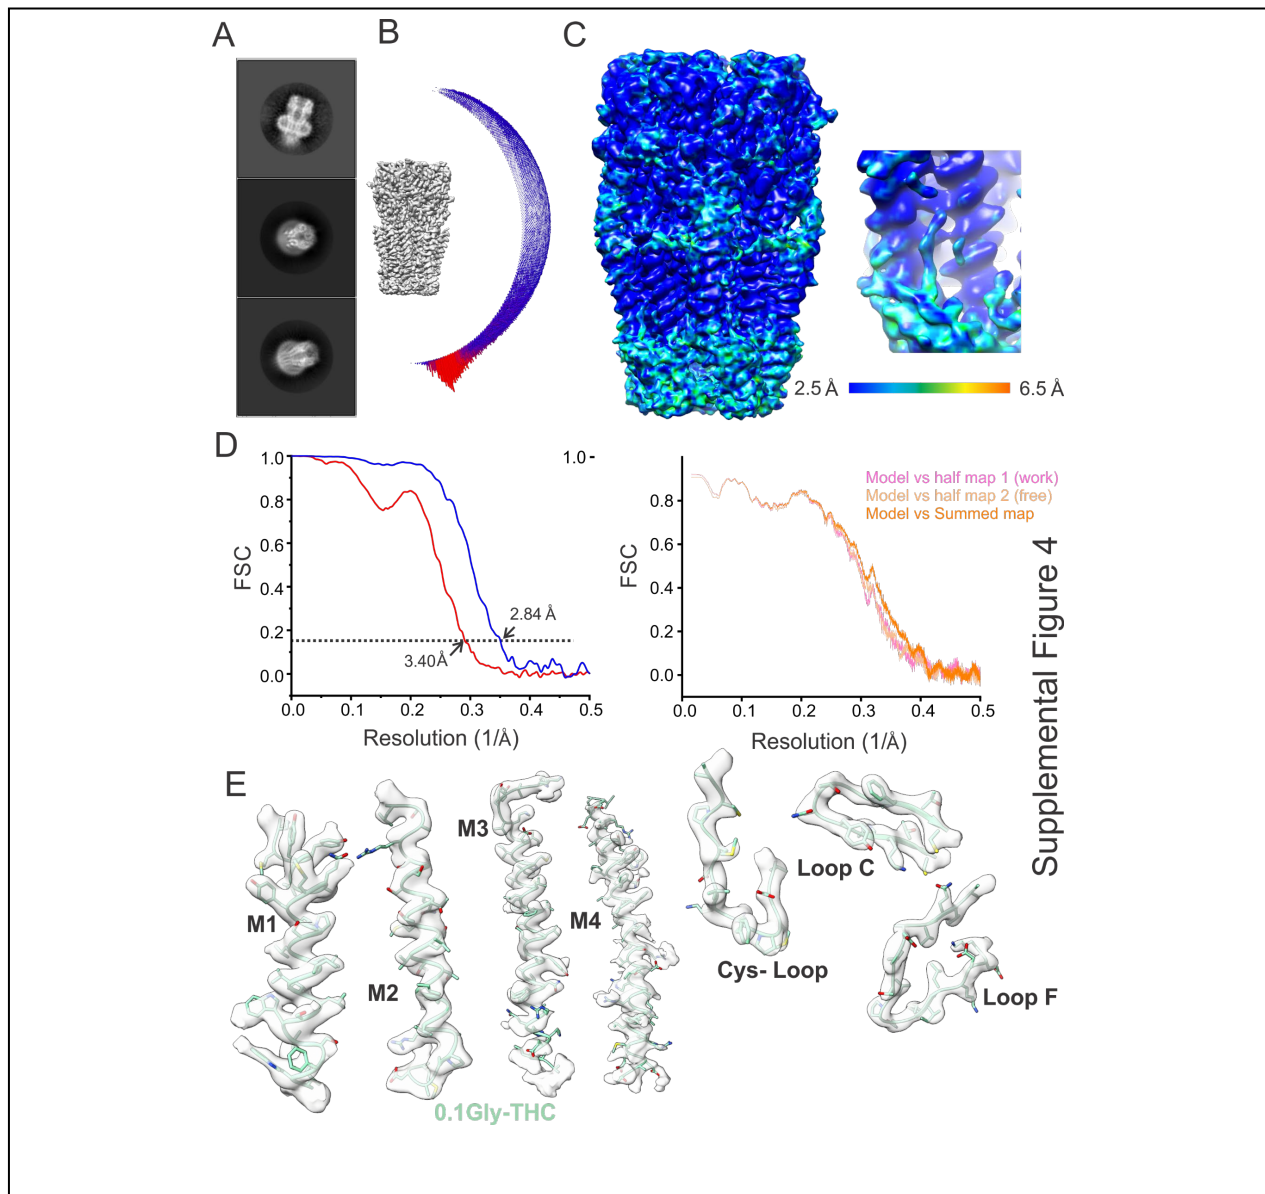 A
B
C
2.5 Å
6.5 Å
D
1.0
0.8
0.6
0.4
0.2
0.0
FSC
2.84 Å
3.40Å
0.0
0.1
0.2
0.3
0.4
0.5
Resolution (1/Å)
1.0
0.8
0.6
0.4
0.2
0.0
FSC
Model vs half map 1 (work)
Model vs half map 2 (free)
Model vs Summed map
0.0
0.1
0.2
0.3
0.4
0.5
Resolution (1/Å)
Supplemental Figure 4
E
M1
M2
M3
M4
Cys- Loop
Loop C
Loop F
0.1Gly-THC